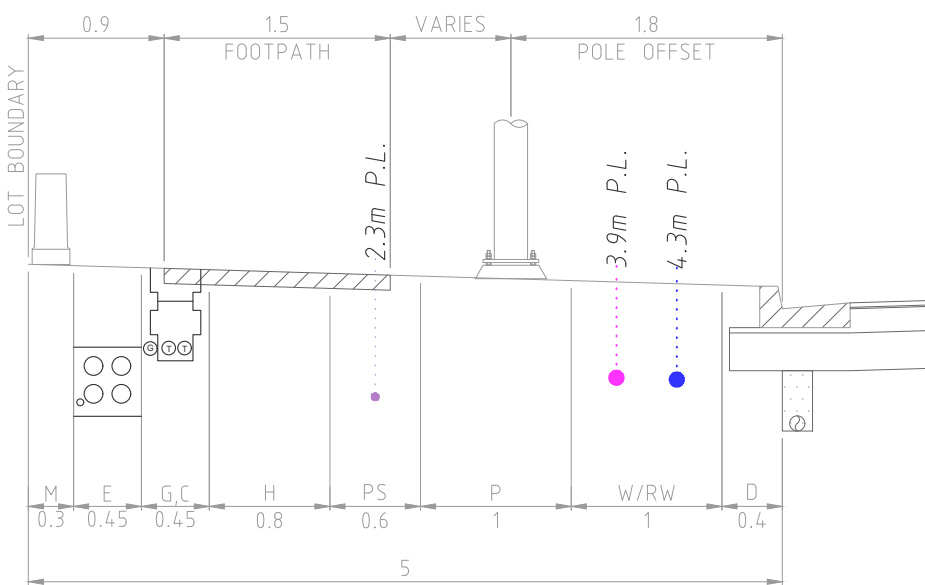 0.9 1.5 VARIES 1.8
FOOTPATH POLE OFFSET
LOT BOUNDARY
2.3m P.L.
3.9m P.L.
4.3m P.L.
G T T
M E G,C H PS P W/RW D
0.3 0.45 0.45 0.8 0.6 1 1 0.4
5